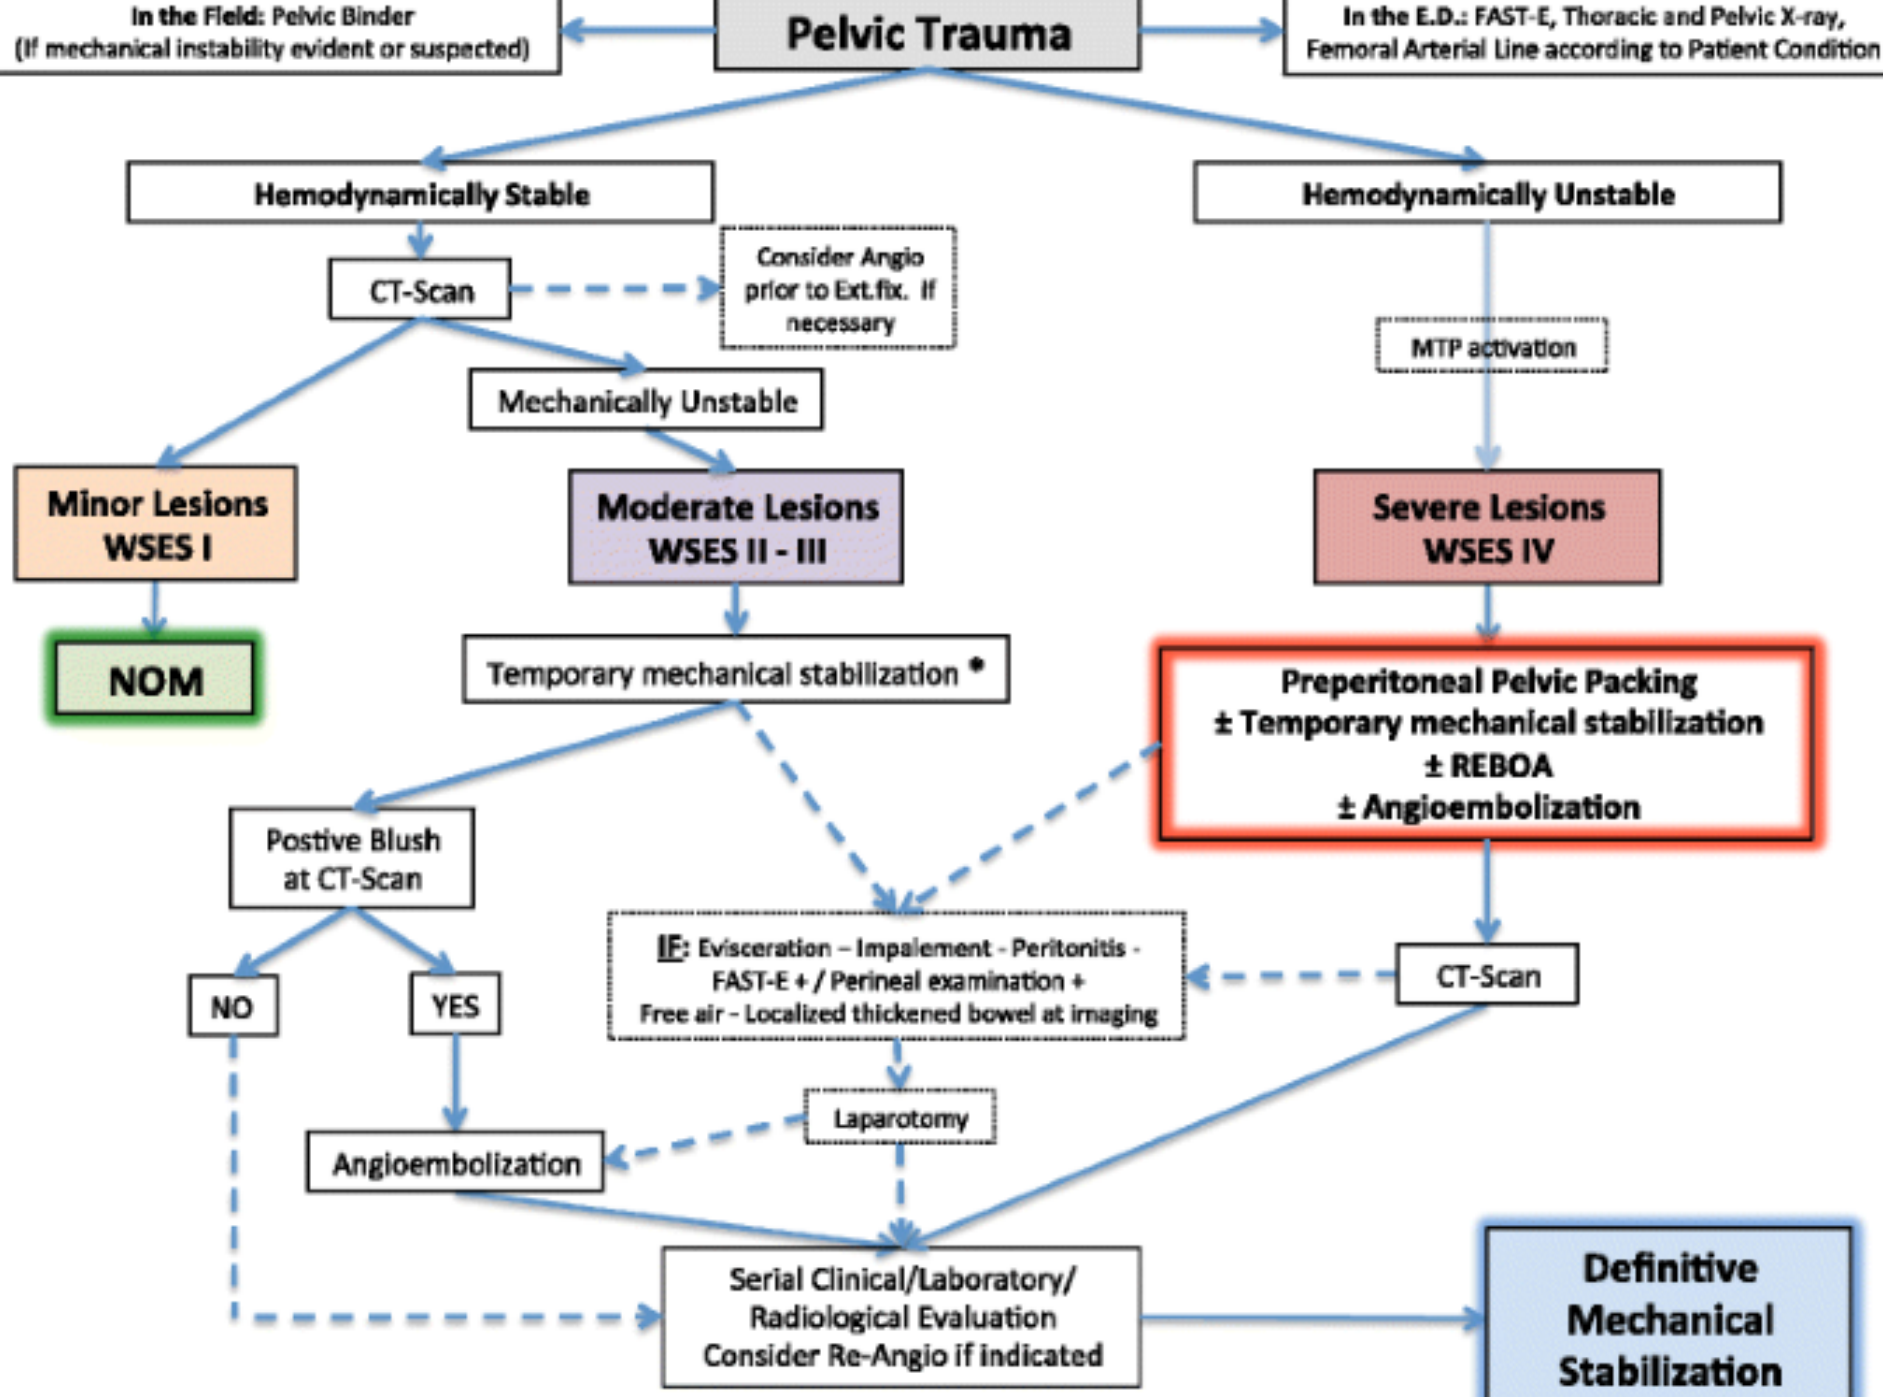 In the Field: Pelvic Binder
(If mechanical instability evident or suspected)
Pelvic Trauma
In the E.D.: FAST-E, Thoracic and Pelvic X-ray,
Femoral Arterial Line according to Patient Condition
Hemodynamically Stable
Hemodynamically Unstable
CT-Scan
Consider Angio
prior to Ext.fix. if
necessary
MTP activation
Mechanically Unstable
Minor Lesions
WSES I
Moderate Lesions
WSES II - III
Severe Lesions
WSES IV
NOM
Temporary mechanical stabilization *
Preperitoneal Pelvic Packing
± Temporary mechanical stabilization
± REBOA
± Angioembolization
Postive Blush
at CT-Scan
IF: Evisceration – Impalement - Peritonitis -
FAST-E + / Perineal examination +
Free air - Localized thickened bowel at imaging
CT-Scan
NO
YES
Laparotomy
Angioembolization
Serial Clinical/Laboratory/
Radiological Evaluation
Consider Re-Angio if indicated
Definitive
Mechanical
Stabilization